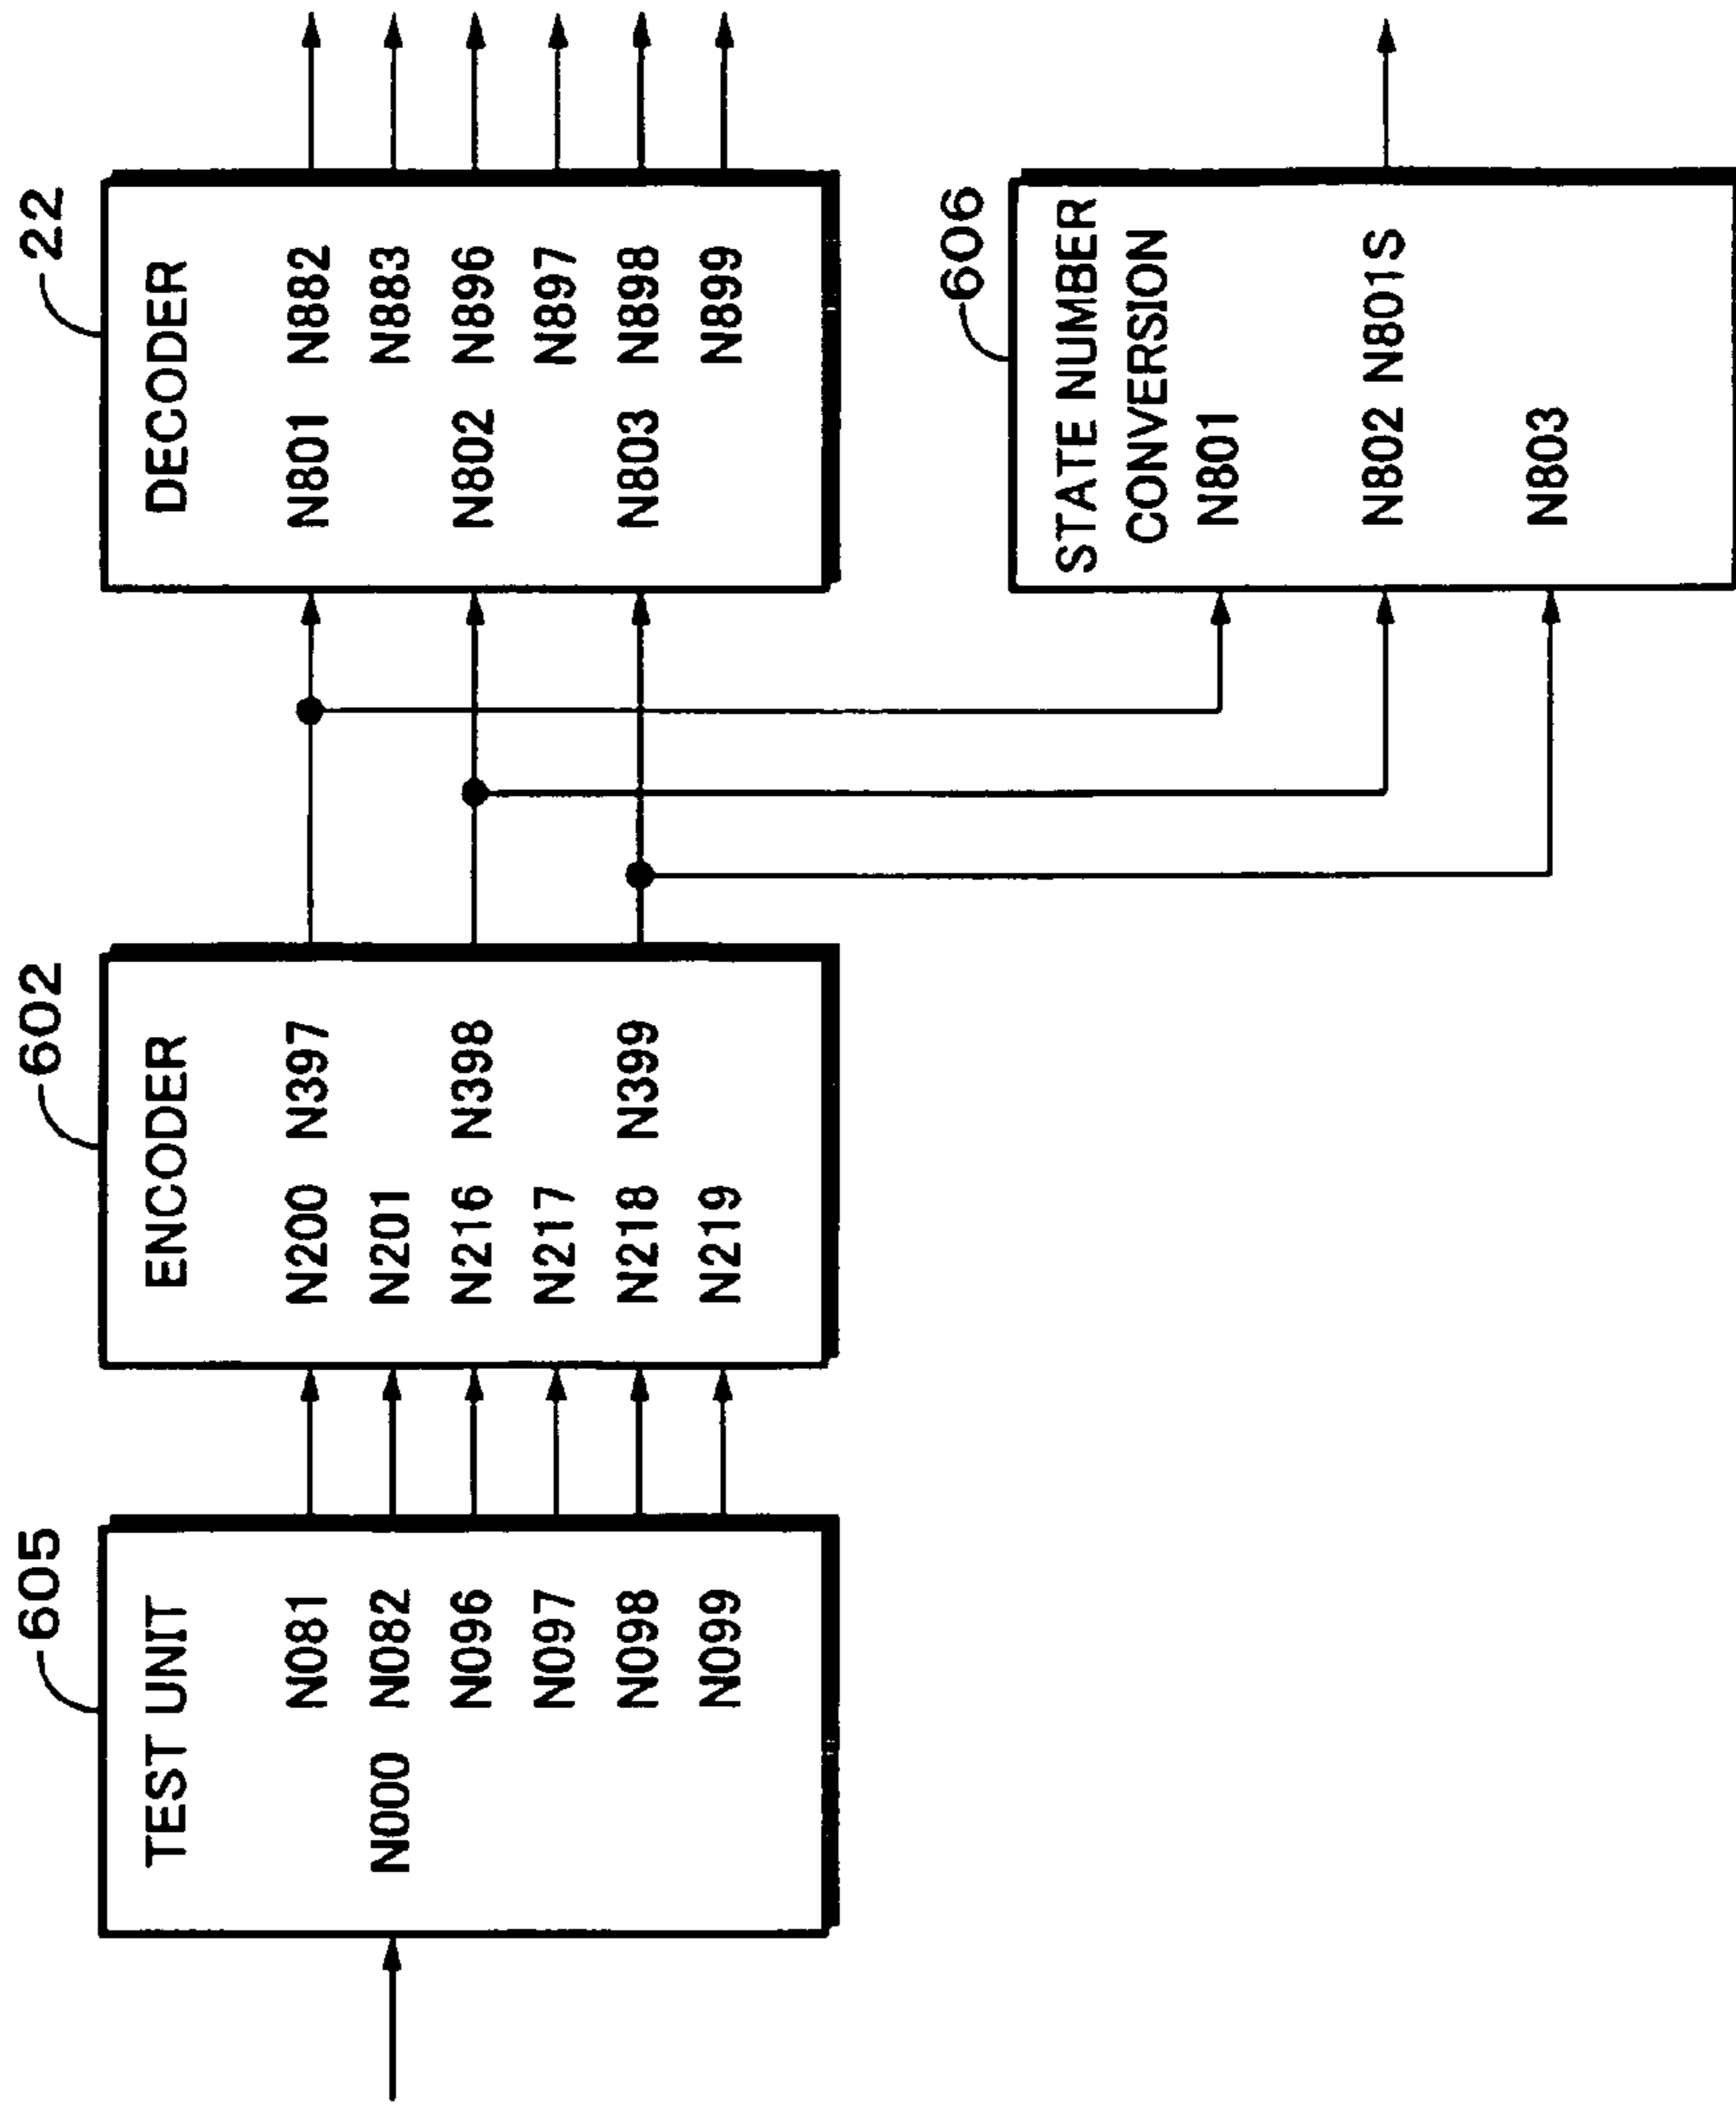 605
TEST UNIT
N081
N000 N082
N096
N097
N098
N099
602
ENCODER
N200 N397
N201
N216 N398
N217
N218 N399
N219
22
DECODER
N801 N882
N883
N802 N896
N897
N803 N898
N899
606
STATE NUMBER
CONVERSION
N801
N802 N801S
N803